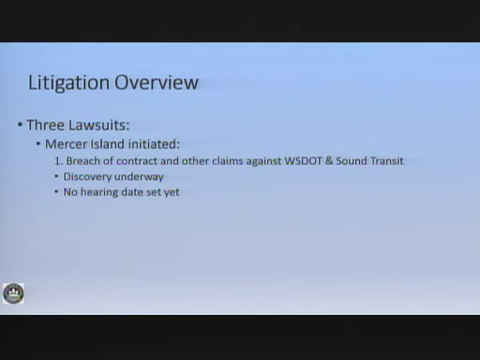 Litigation Overview
• Three Lawsuits:
• Mercer Island initiated:
1. Breach of contract and other claims against WSDOT & Sound Transit
• Discovery underway
• No hearing date set yet